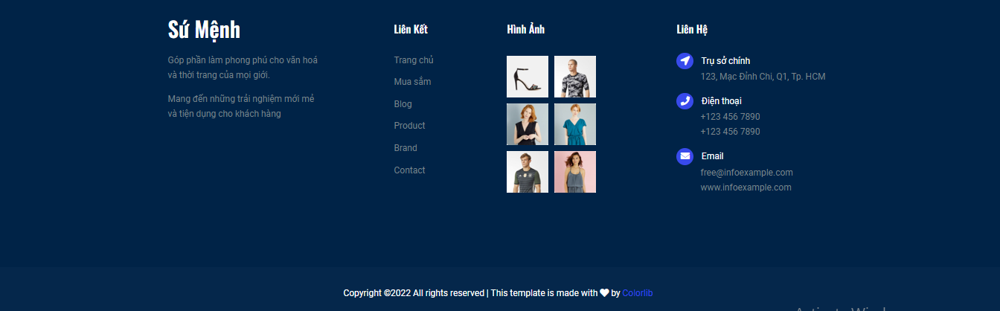 Sứ Mệnh
Góp phần làm phong phú cho văn hoá
và thời trang của mọi giới.
Mang đến những trải nghiệm mới mẻ
và tiện dụng cho khách hàng
Liên Kết
Trang chủ
Mua sắm
Blog
Product
Brand
Contact
Hình Ảnh
Liên Hệ
Trụ sở chính
123, Mạc Đỉnh Chi, Q1, Tp. HCM
Điện thoại
+123 456 7890
+123 456 7890
Email
free@infoexample.com
www.infoexample.com
Copyright ©2022 All rights reserved | This template is made with by Colorlib